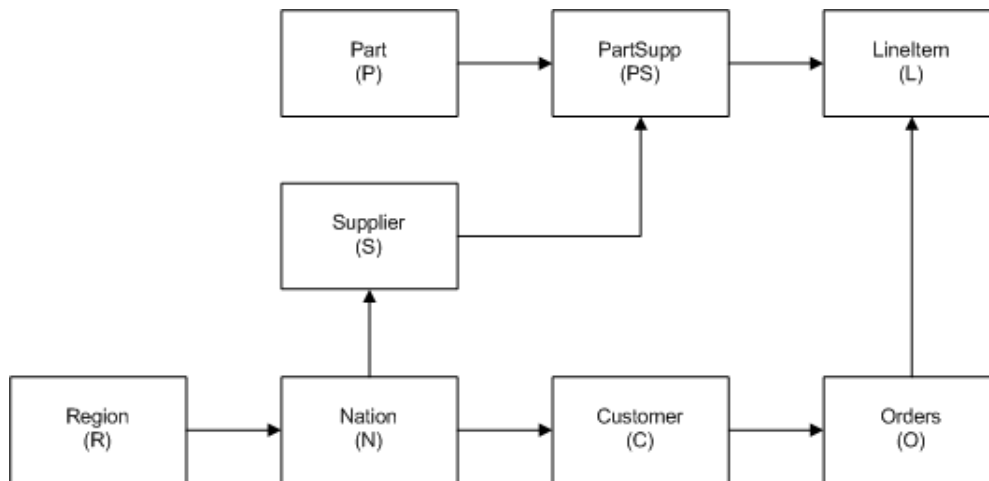 Part
(P)
PartSupp
(PS)
LineItem
(L)
Supplier
(S)
Region
(R)
Nation
(N)
Customer
(C)
Orders
(O)